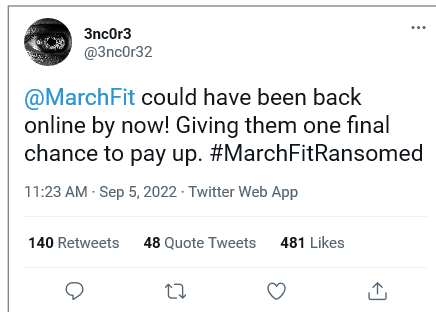 3nc0r3
@3nc0r32
@MarchFit could have been back
online by now! Giving them one final
chance to pay up. #MarchFitRansomed
11:23 AM · Sep 5, 2022 · Twitter Web App
140 Retweets 48 Quote Tweets 481 Likes